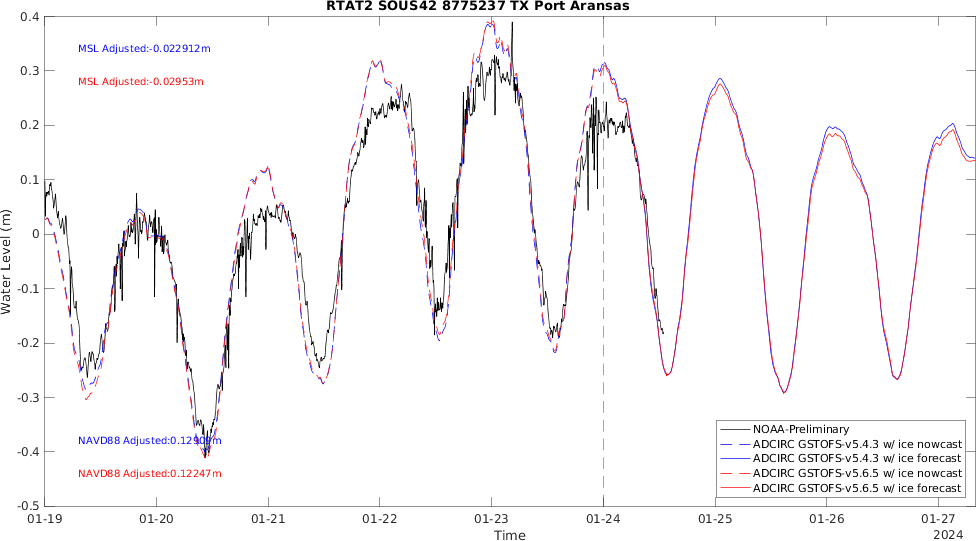 RTAT2 SOUS42 8775237 TX Port Aransas
0.4
0.3
0.2
0.1
0
-0.1
-0.2
-0.3
-0.4
-0.5
Water Level (m)
MSL Adjusted:-0.022912m
MSL Adjusted:-0.02953m
NAVD88 Adjusted:0.12909m
NAVD88 Adjusted:0.12247m
NOAA-Preliminary
ADCIRC GSTOFS-v5.4.3 w/ ice nowcast
ADCIRC GSTOFS-v5.4.3 w/ ice forecast
ADCIRC GSTOFS-v5.6.5 w/ ice nowcast
ADCIRC GSTOFS-v5.6.5 w/ ice forecast
01-19 01-20 01-21 01-22 01-23 01-24 01-25 01-26 01-27
Time
2024